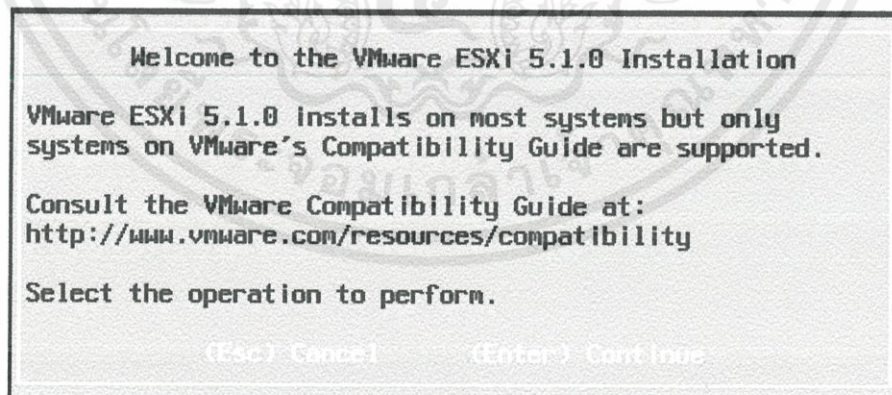 Welcome to the VMware ESXi 5.1.0 Installation
VMware ESXi 5.1.0 installs on most systems but only
systems on VMware's Compatibility Guide are supported.
Consult the VMware Compatibility Guide at:
http://www.vmware.com/resources/compatibility
Select the operation to perform.
(Esc) Cancel (Enter) Continue